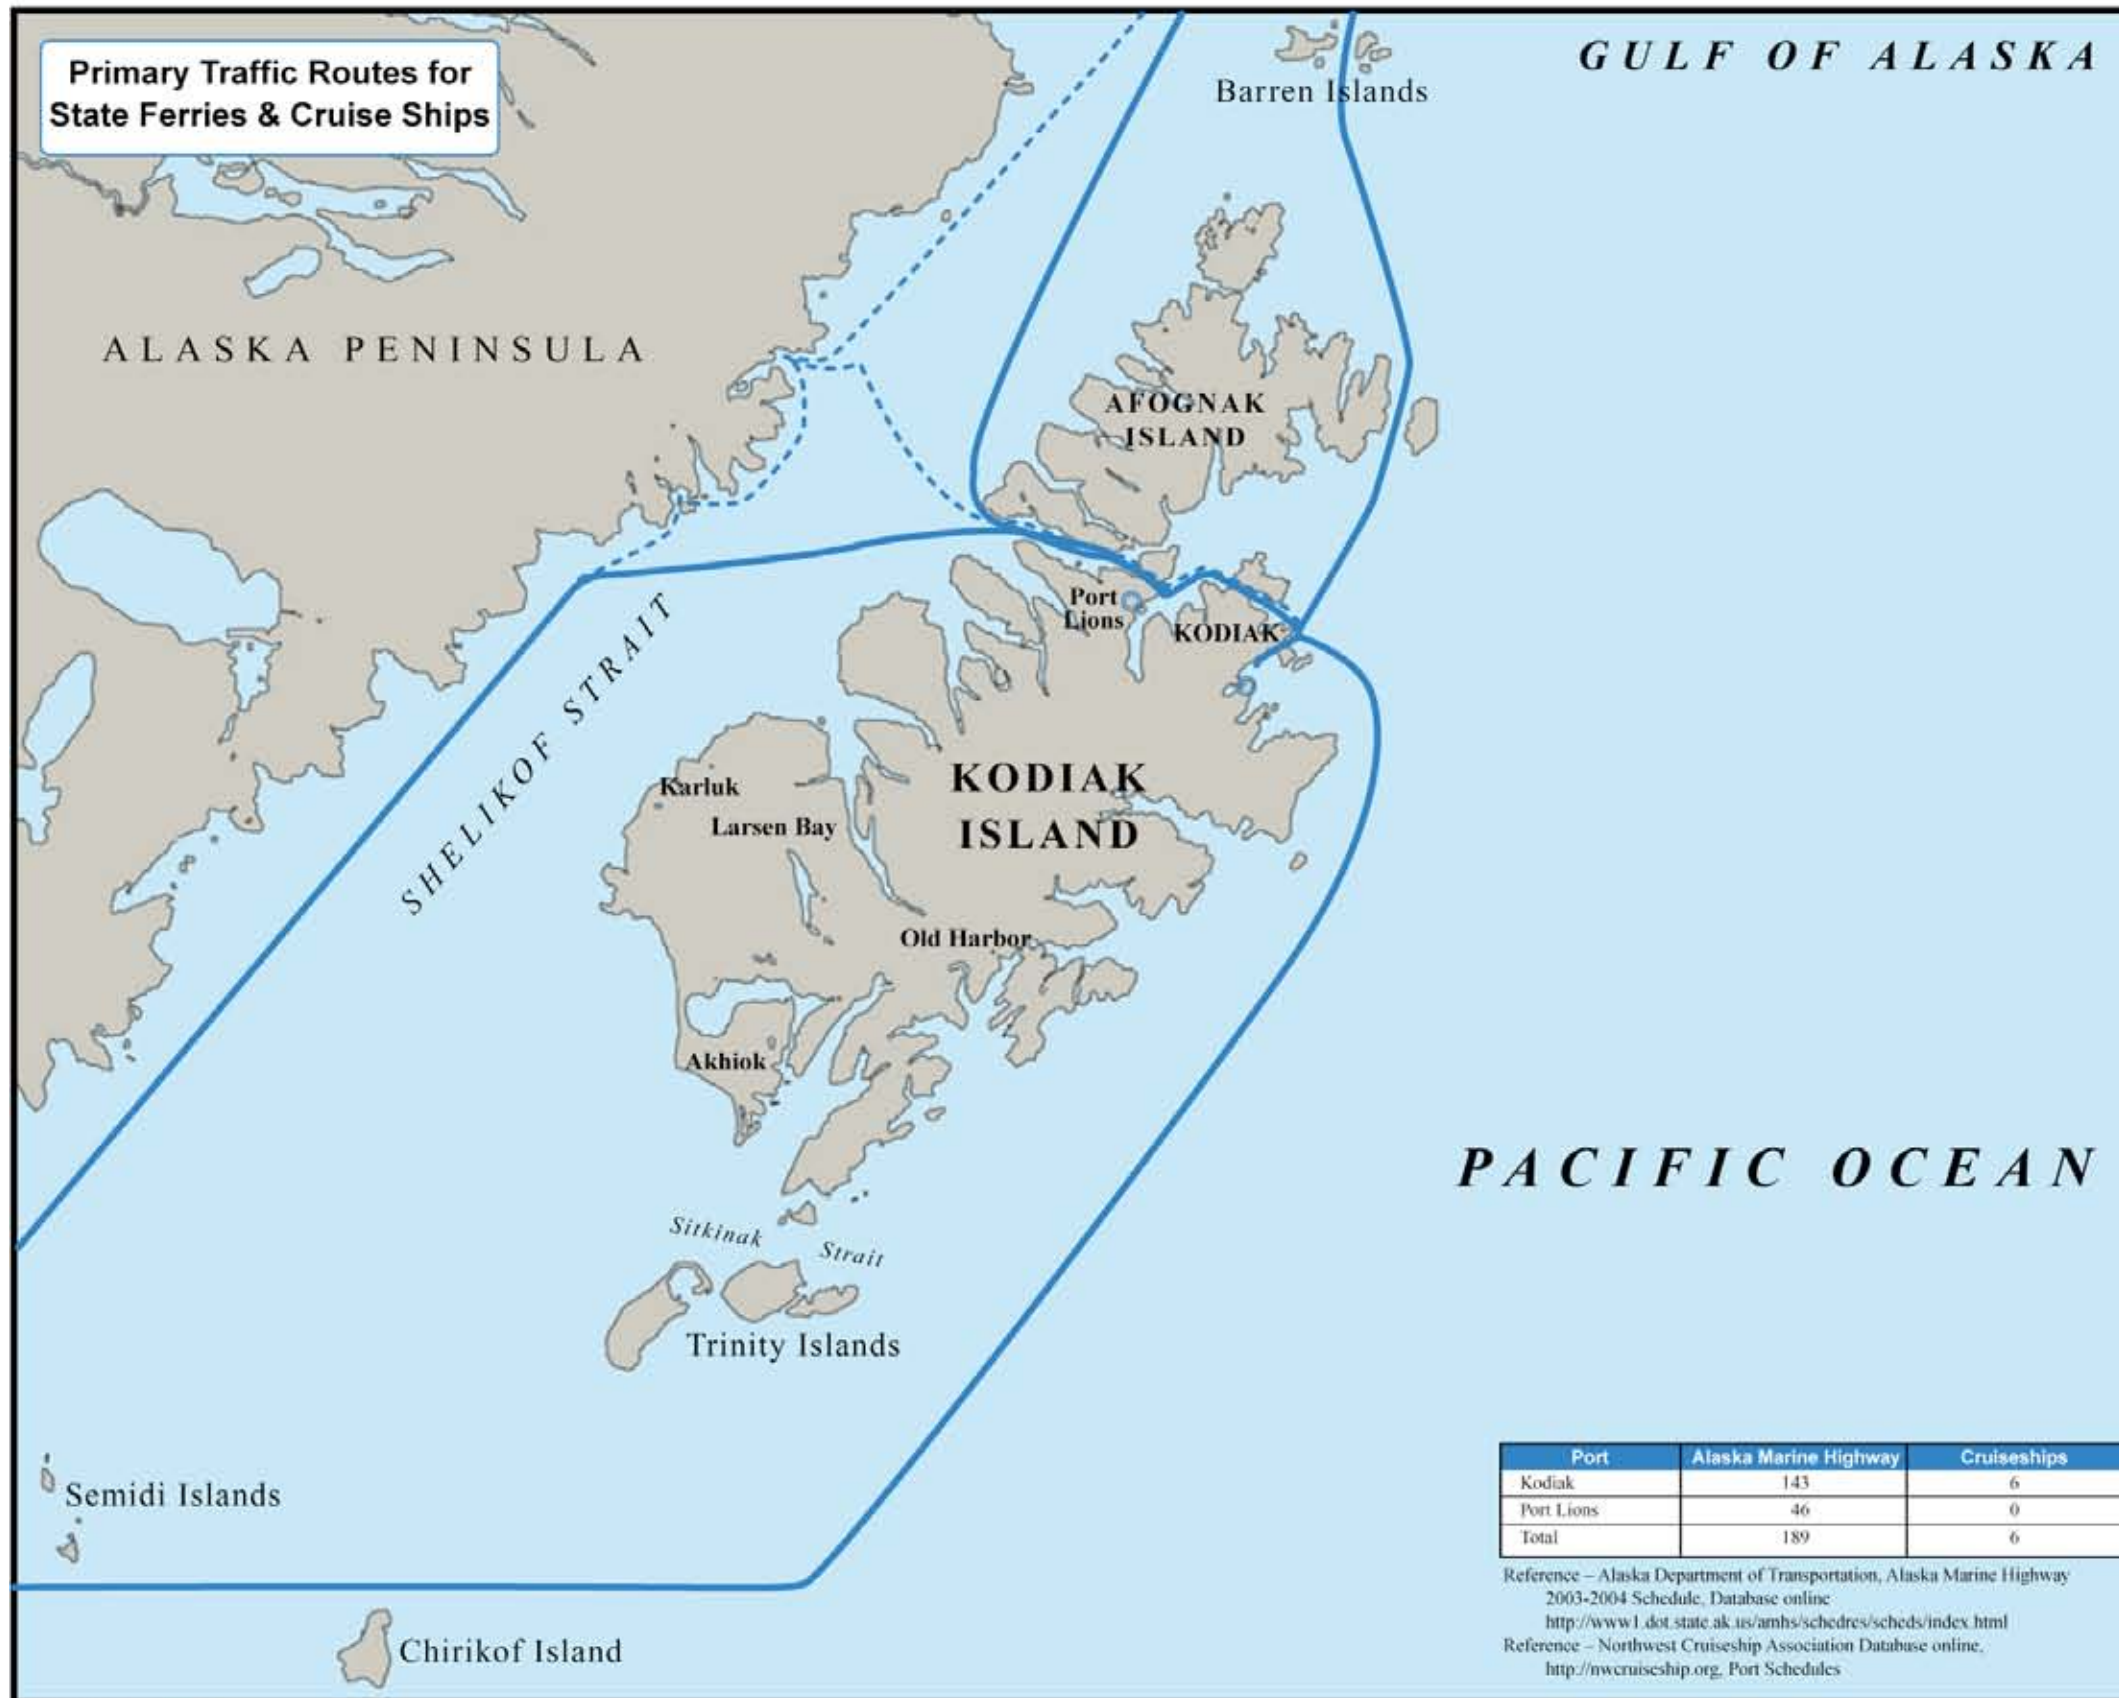 Primary Traffic Routes for
State Ferries & Cruise Ships
GULF OF ALASKA
Barren Islands
ALASKA PENINSULA
AFOGNAK
ISLAND
Port
Lions
KODIAK
SHELIKOF STRAIT
KODIAK
ISLAND
Karluk
Larsen Bay
Old Harbor
Akhiok
PACIFIC OCEAN
Sitkinak Strait
Trinity Islands
Semidi Islands
Chirikof Island
Port Alaska Marine Highway Cruiseships
Kodiak 143 6
Port Lions 46 0
Total 189 6
Reference – Alaska Department of Transportation, Alaska Marine Highway
2003-2004 Schedule, Database online
http://www1.dot.state.ak.us/amhs/schedres/scheds/index.html
Reference – Northwest Cruiseship Association Database online,
http://nwcruiseship.org, Port Schedules